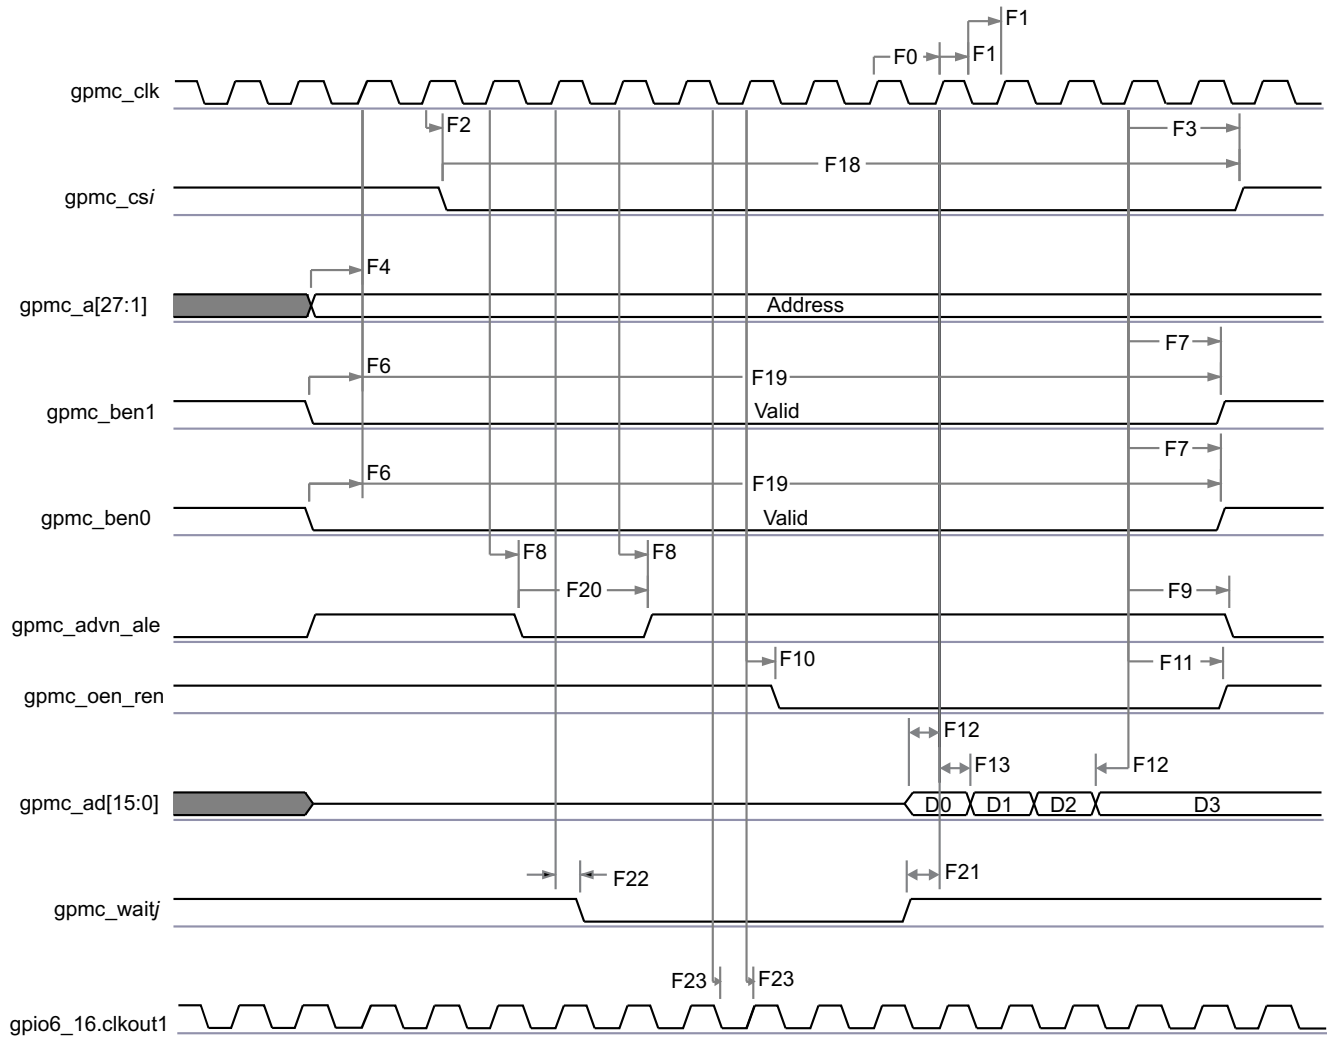 F1
F0
F1
gpmc_clk
F2
F3
F18
gpmc_csi
F4
gpmc_a[27:1]
Address
F7
F6
F19
gpmc_ben1
Valid
F7
F6
F19
gpmc_ben0
Valid
F8
F8
F20
F9
gpmc_advn_ale
F10
F11
gpmc_oen_ren
F12
F13
F12
gpmc_ad[15:0]
D0
D1
D2
D3
F22
F21
gpmc_waitj
F23
F23
gpio6_16.clkout1